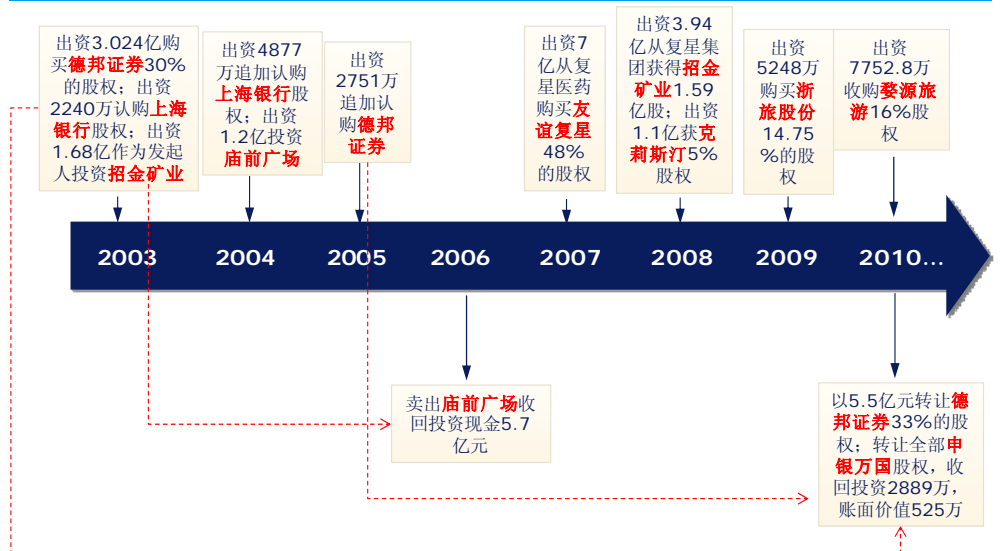 出资3.024亿购
买德邦证券30%
的股权；出资
2240万认购上海
银行股权；出资
1.68亿作为发起
人投资招金矿业
出资4877
万追加认购
上海银行股
权；出资
1.2亿投资
庙前广场
出资
2751万
追加认
购德邦
证券
出资7
亿从复
星医药
购买友
谊复星
48%
的股权
出资3.94
亿从复星集
团获得招金
矿业1.59
亿股；出资
1.1亿获克
莉斯汀5%
股权
出资
5248万
购买浙
旅股份
14.75
%的股
权
出资
7752.8万
收购婺源旅
游16%股
权
2003
2004
2005
2006
2007
2008
2009
2010...
卖出庙前广场收
回投资现金5.7
亿元
以5.5亿元转让德
邦证券33%的股
权；转让全部申
银万国股权，收
回投资2889万，
账面价值525万